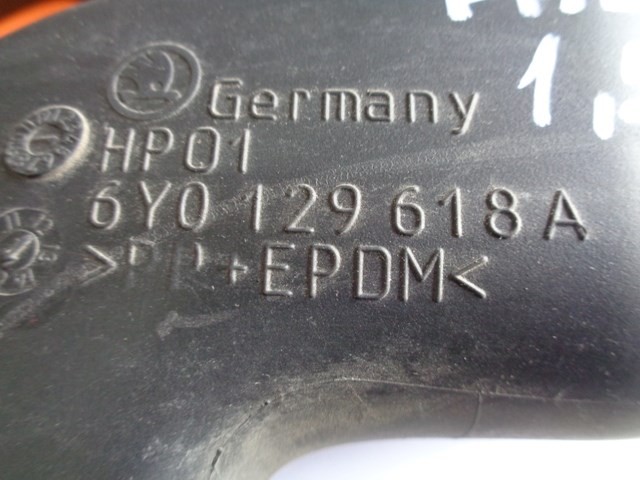 Germany
HP01
6Y0 129 618 A
>PP+EPDM<